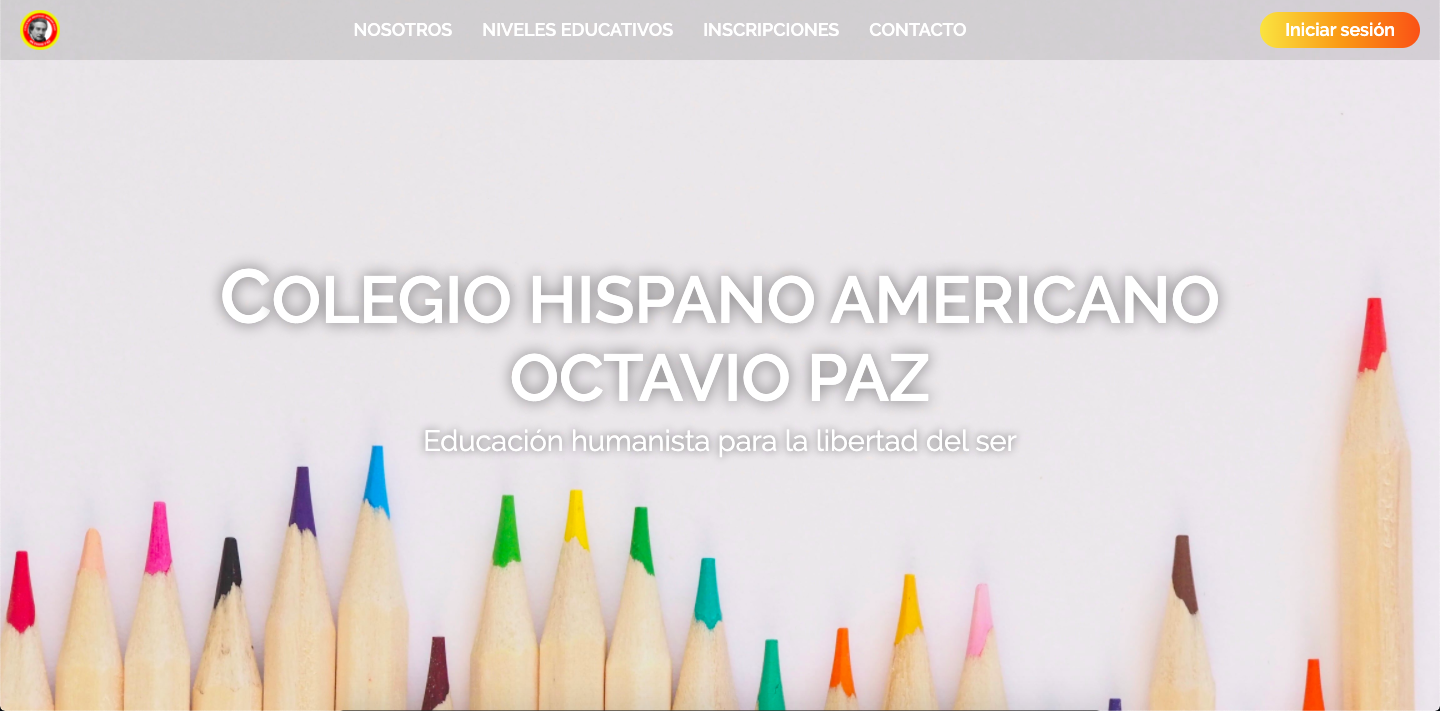 NOSOTROS NIVELES EDUCATIVOS INSCRIPCIONES CONTACTO Iniciar sesión
COLEGIO HISPANO AMERICANO
OCTAVIO PAZ
Educación humanista para la libertad del ser